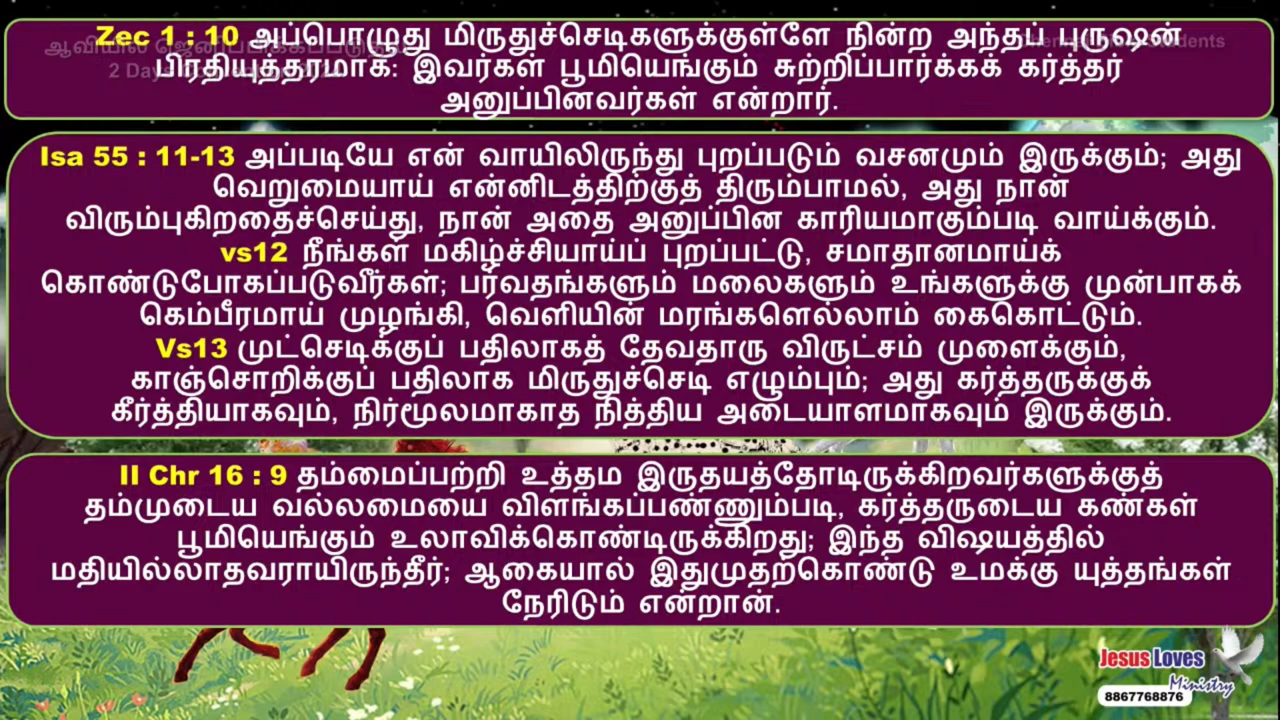 Zec 1 : 10 அப்பொழுது மிருதுச்செடிகளுக்குள்ளே நின்ற அந்தப் புருஷன்
பிரதியுத்தரமாக: இவர்கள் பூமியெங்கும் சுற்றிப்பார்க்கக் கர்த்தர்
அனுப்பினவர்கள் என்றார்.
Isa 55 : 11-13 அப்படியே என் வாயிலிருந்து புறப்படும் வசனமும் இருக்கும்; அது
வெறுமையாய் என்னிடத்திற்குத் திரும்பாமல், அது நான்
விரும்புகிறதைச்செய்து, நான் அதை அனுப்பின காரியமாகும்படி வாய்க்கும்.
vs12 நீங்கள் மகிழ்ச்சியாய்ப் புறப்பட்டு, சமாதானமாய்க்
கொண்டுபோகப்படுவீர்கள்; பர்வதங்களும் மலைகளும் உங்களுக்கு முன்பாகக்
கெம்பீரமாய் முழங்கி, வெளியின் மரங்களெல்லாம் கைகொட்டும்.
Vs13 முட்செடிக்குப் பதிலாகத் தேவதாரு விருட்சம் முளைக்கும்,
காஞ்சொறிக்குப் பதிலாக மிருதுச்செடி எழும்பும்; அது கர்த்தருக்குக்
கீர்த்தியாகவும், நிர்மூலமாகாத நித்திய அடையாளமாகவும் இருக்கும்.
II Chr 16 : 9 தம்மைப்பற்றி உத்தம இருதயத்தோடிருக்கிறவர்களுக்குத்
தம்முடைய வல்லமையை விளங்கப்பண்ணும்படி, கர்த்தருடைய கண்கள்
பூமியெங்கும் உலாவிக்கொண்டிருக்கிறது; இந்த விஷயத்தில்
மதியில்லாதவராயிருந்தீர்; ஆகையால் இதுமுதற்கொண்டு உமக்கு யுத்தங்கள்
நேரிடும் என்றான்.
Jesus Loves
Ministry
8867768876